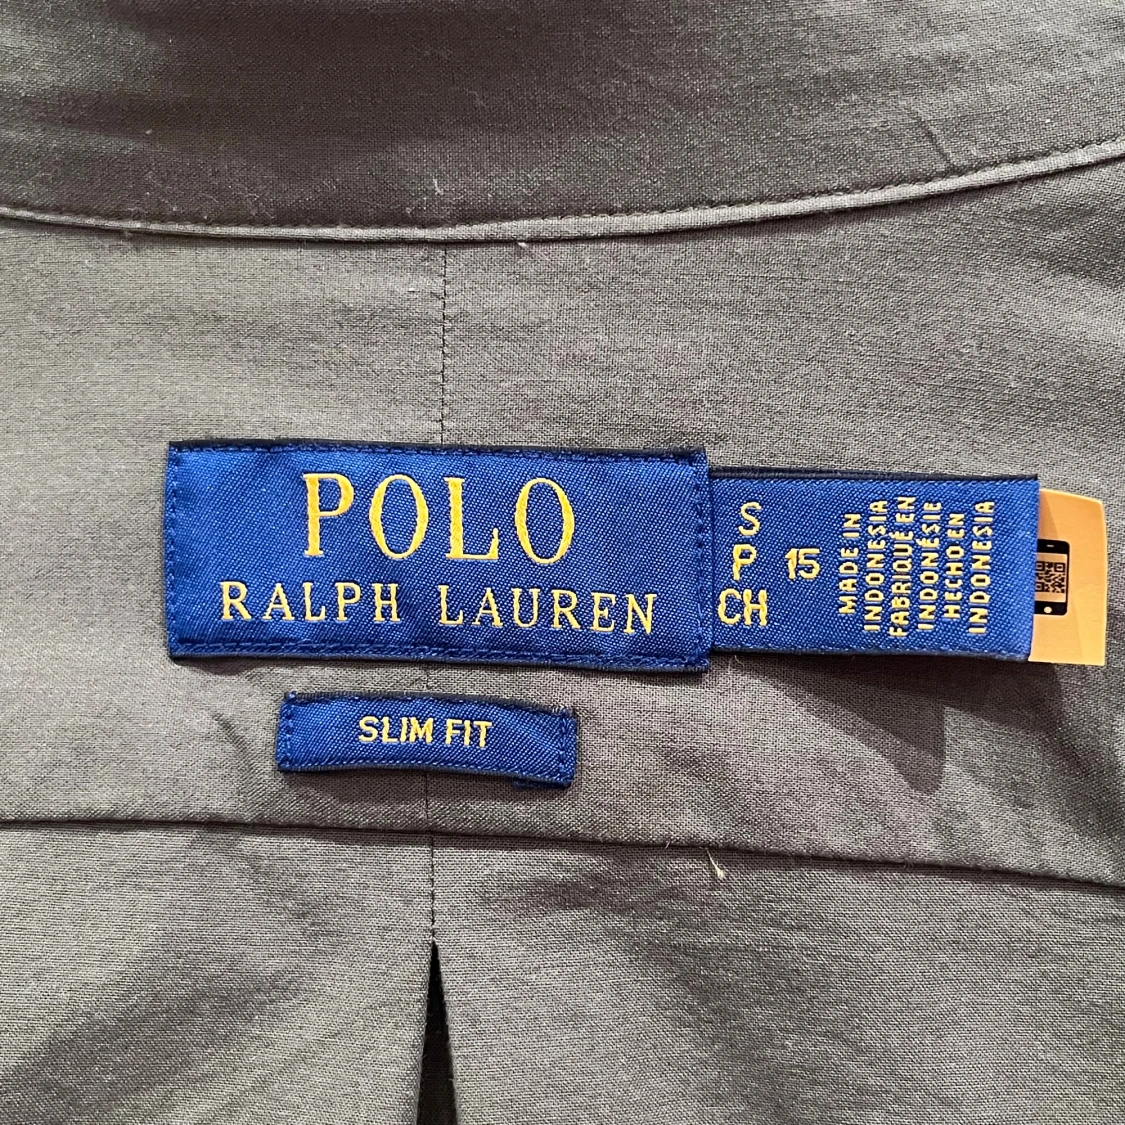 POLO
RALPH LAUREN
S
P 15
CH
MADE IN
INDONESIA
FABRIQUÉ EN
INDONÉSIE
HECHO EN
INDONESIA
SLIM FIT